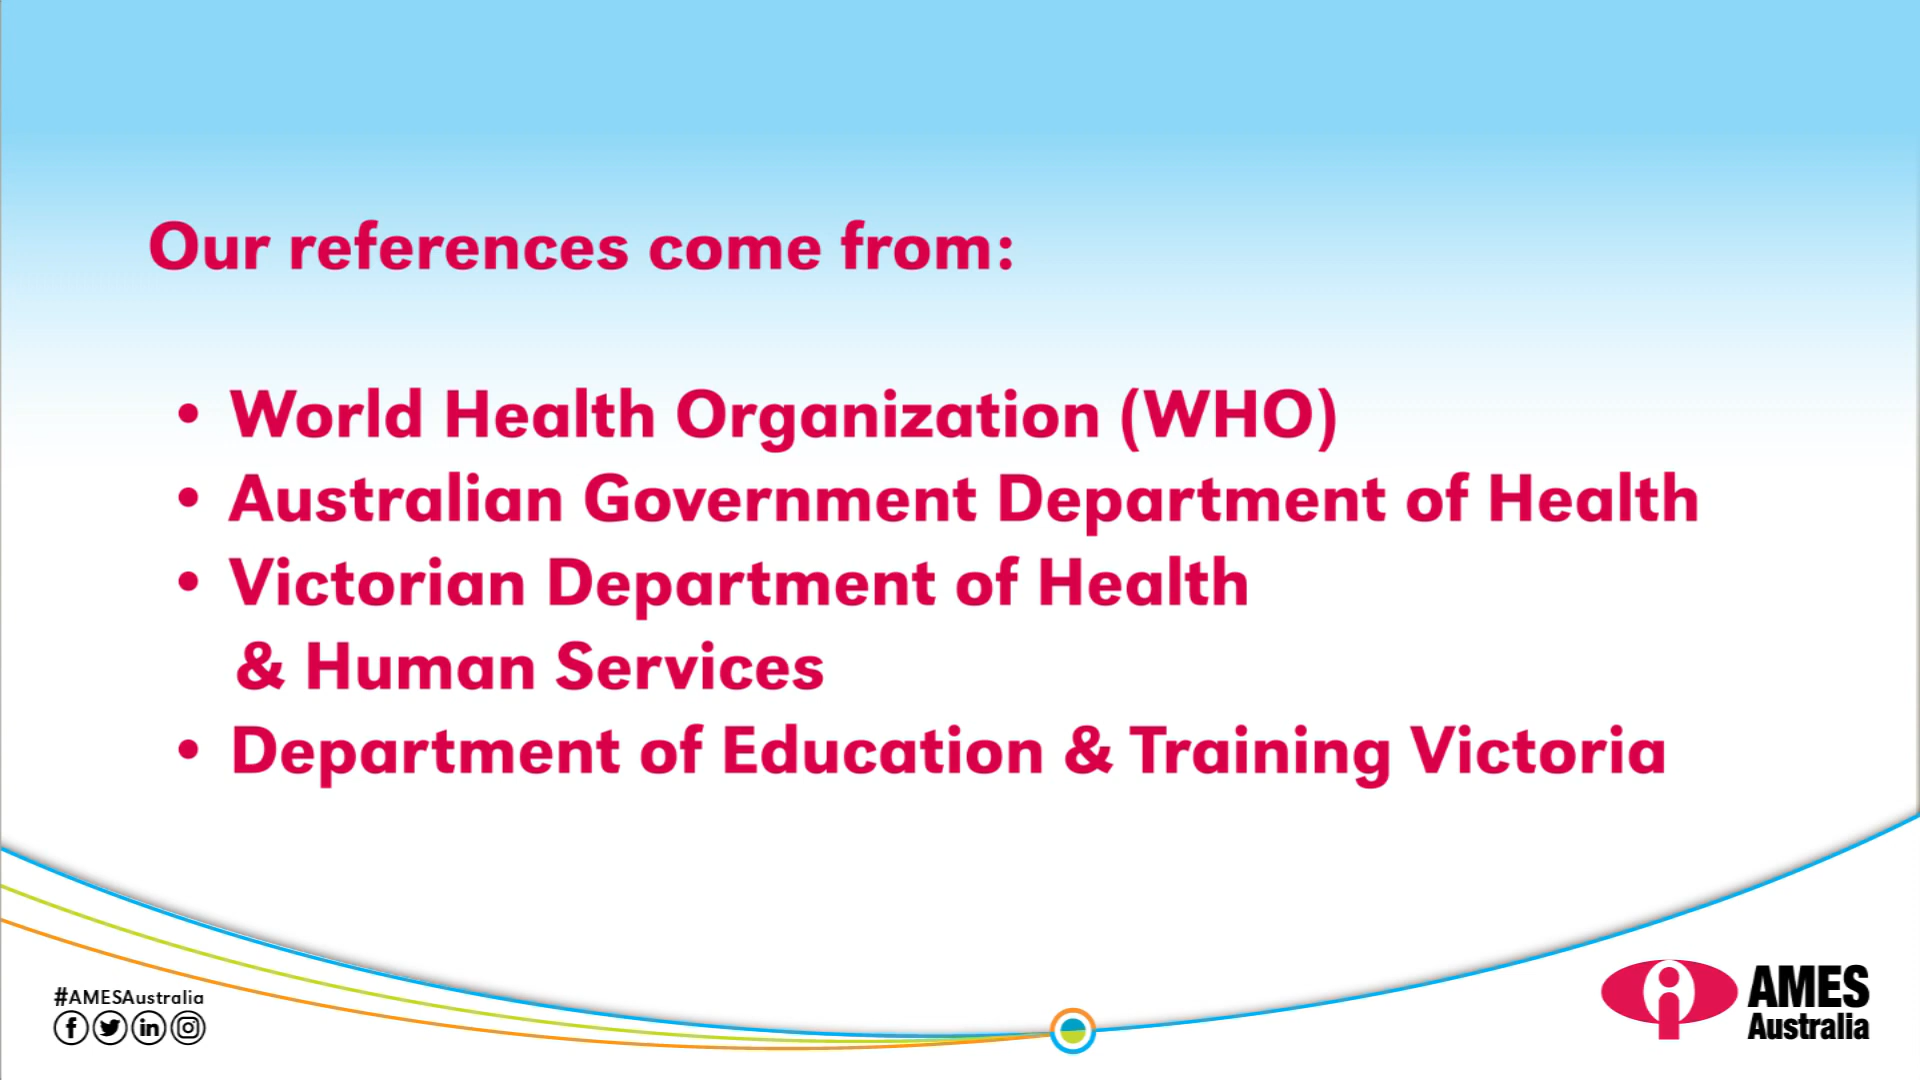 Our references come from:
• World Health Organization (WHO)
• Australian Government Department of Health
• Victorian Department of Health
& Human Services
• Department of Education & Training Victoria
#AMESAustralia
AMES
Australia